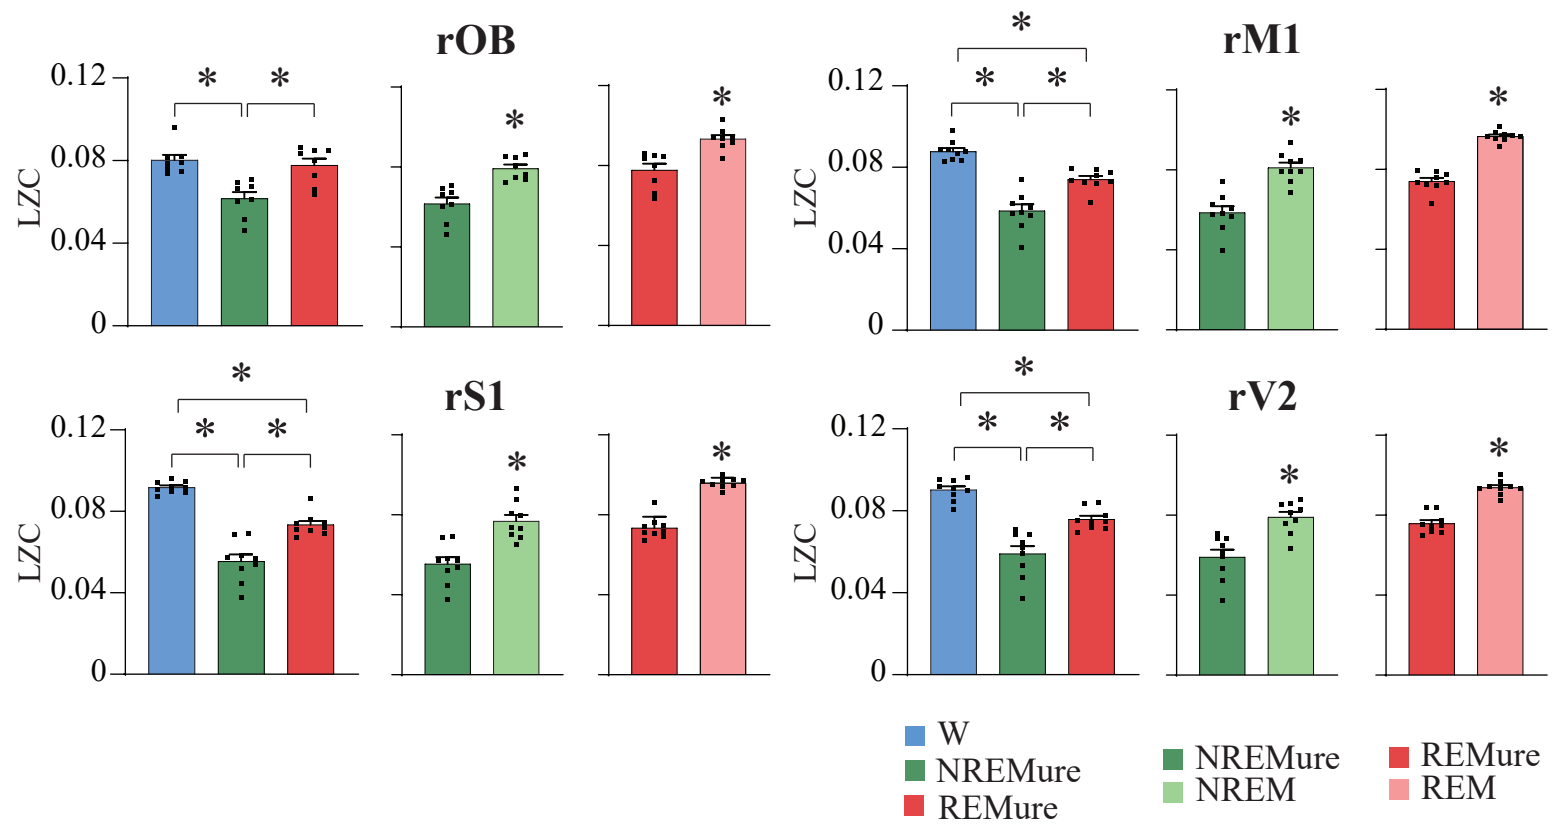 rOB
rM1
* * * * * * * * *
0.12
0.08
0.04
0
LZC
0.12
0.08
0.04
0
LZC
rS1
rV2
* * * * * * * * * *
0.12
0.08
0.04
0
LZC
0.12
0.08
0.04
0
LZC
W
NREMure
REMure
NREMure
NREM
REMure
REM